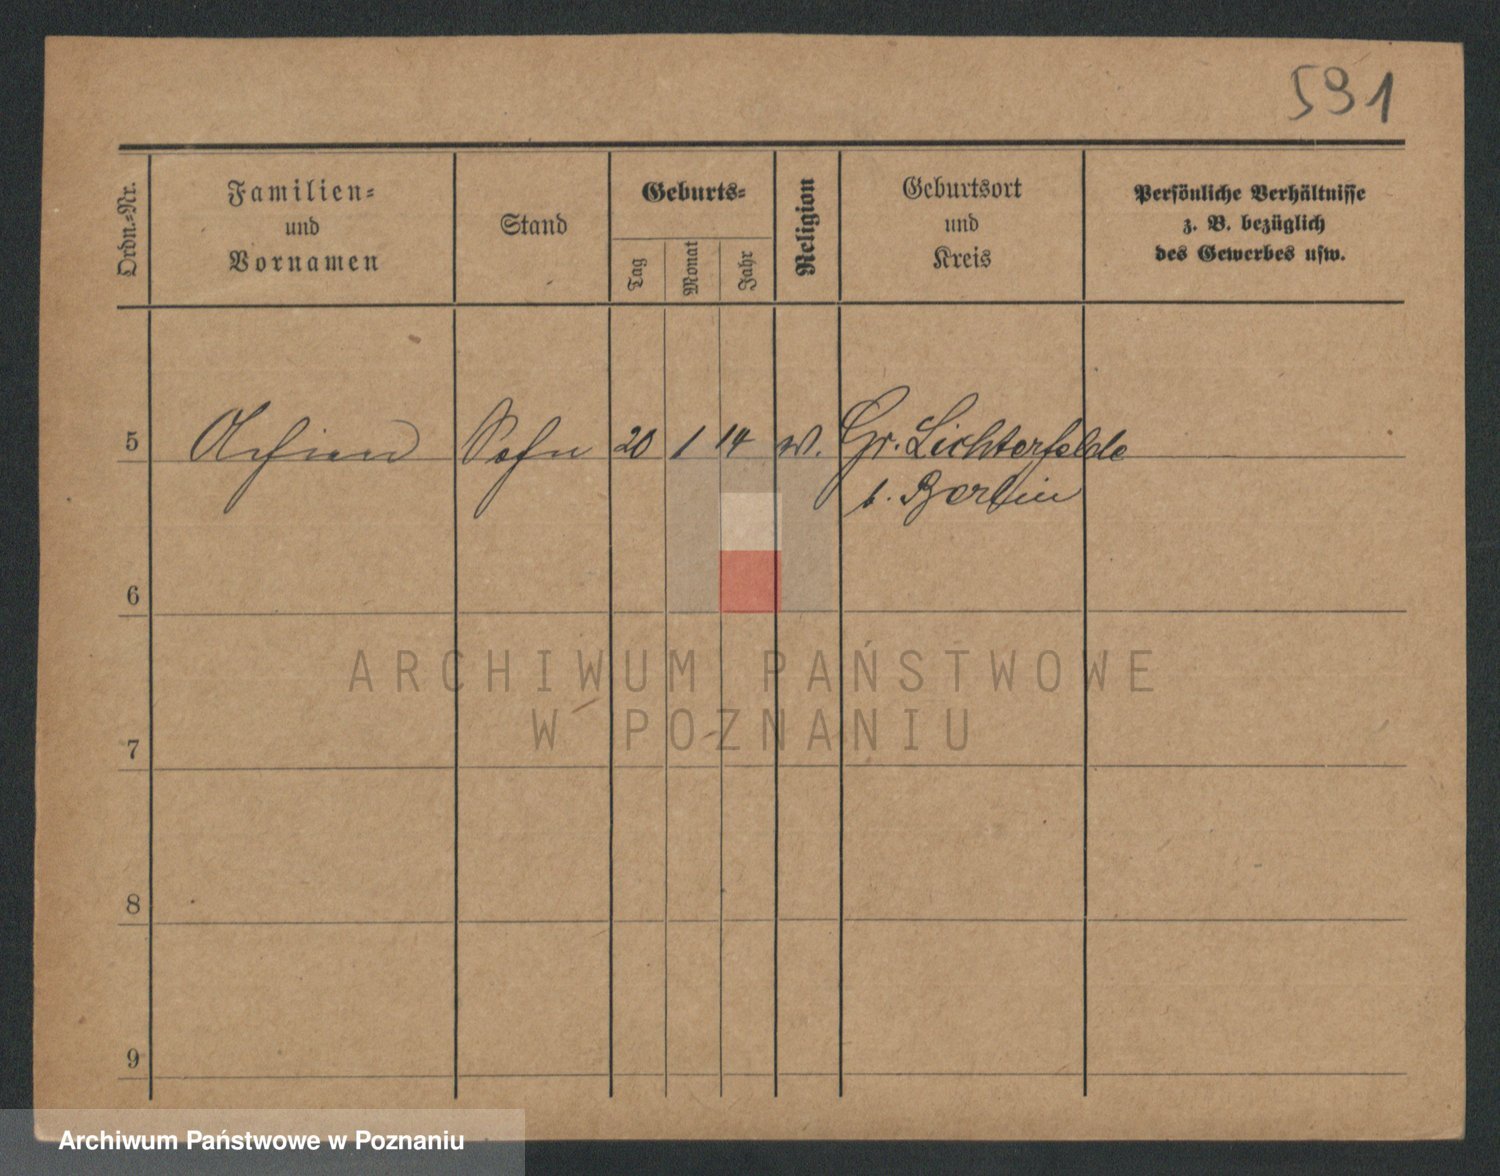 591
Ordn.=Nr.
Familien=
und
Vornamen
Stand
Geburts=
Tag
Monat
Jahr
Religion
Geburtsort
und
Kreis
Persönliche Verhältnisse
z. B. bezüglich
des Gewerbes usw.
5 Sohn 20 1 14 Gr. Lichterfelde
b. Berlin
6
7
8
9
ARCHIWUM PAŃSTWOWE
W POZNANIU
Archiwum Państwowe w Poznaniu